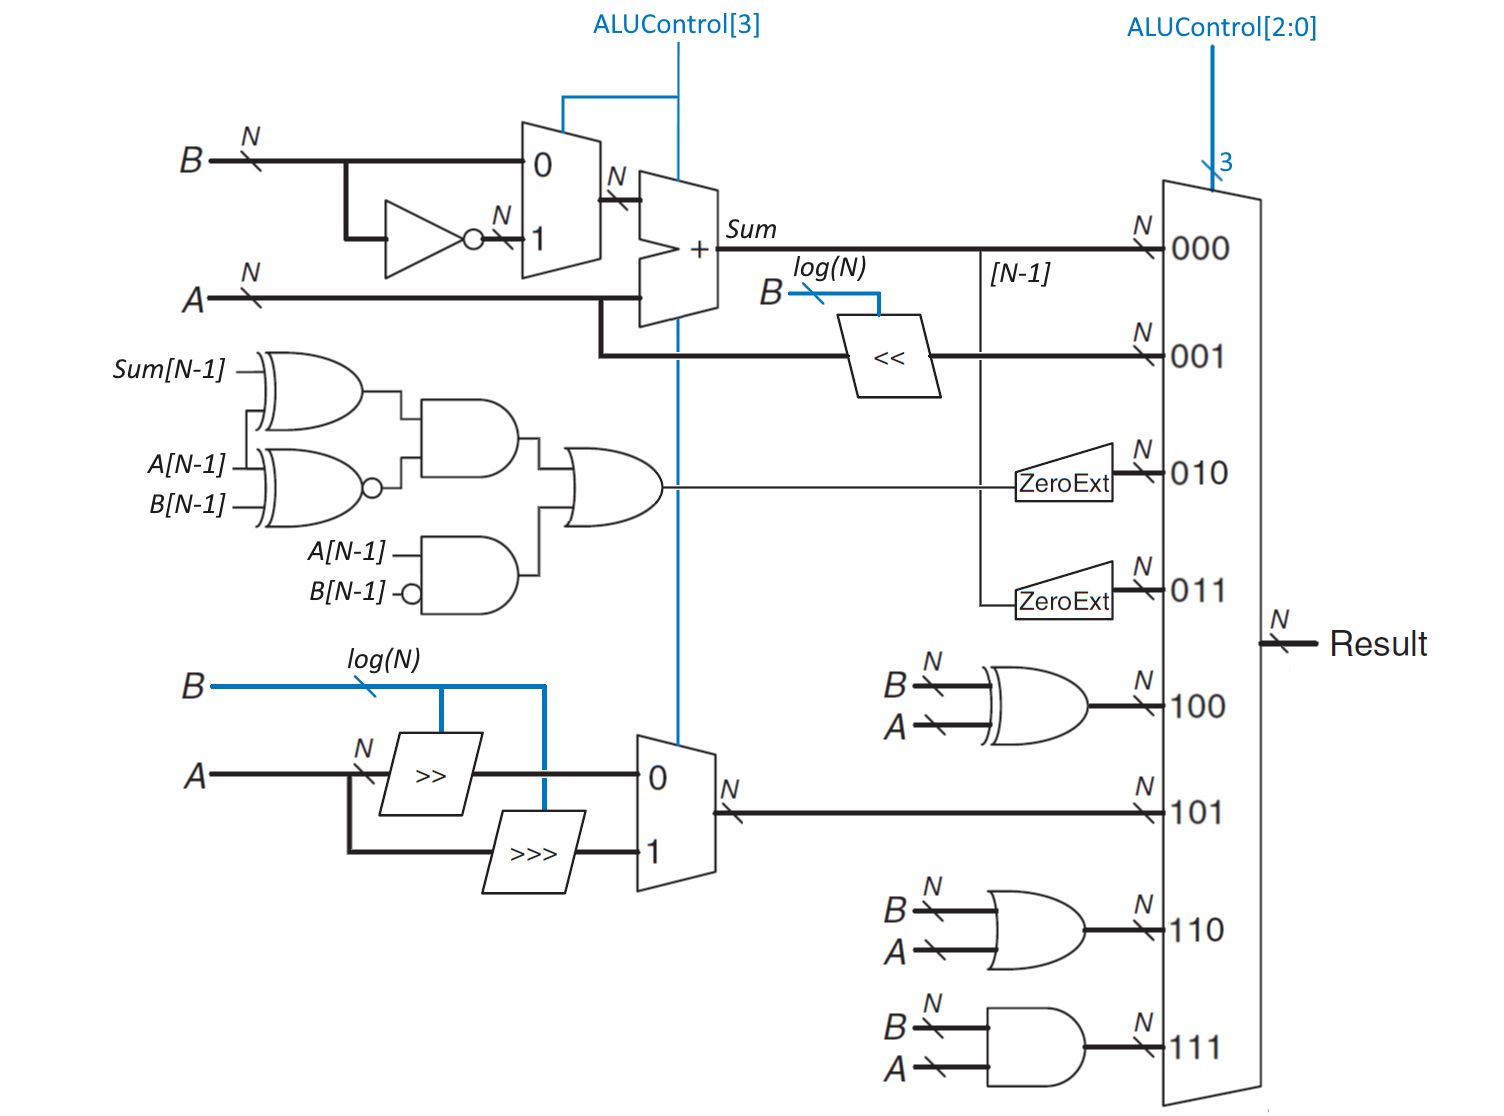 ALUControl[3]
ALUControl[2:0]
3
B
N
0
N
N
1
A
N
+
Sum
N
000
[N-1]
log(N)
B
<<
N
001
Sum[N-1]
A[N-1]
B[N-1]
A[N-1]
B[N-1]
ZeroExt
N
010
ZeroExt
N
011
N
Result
B
log(N)
A
N
>>
>>>
0
1
N
B
N
A
N
100
N
101
B
N
A
N
110
B
N
A
N
111